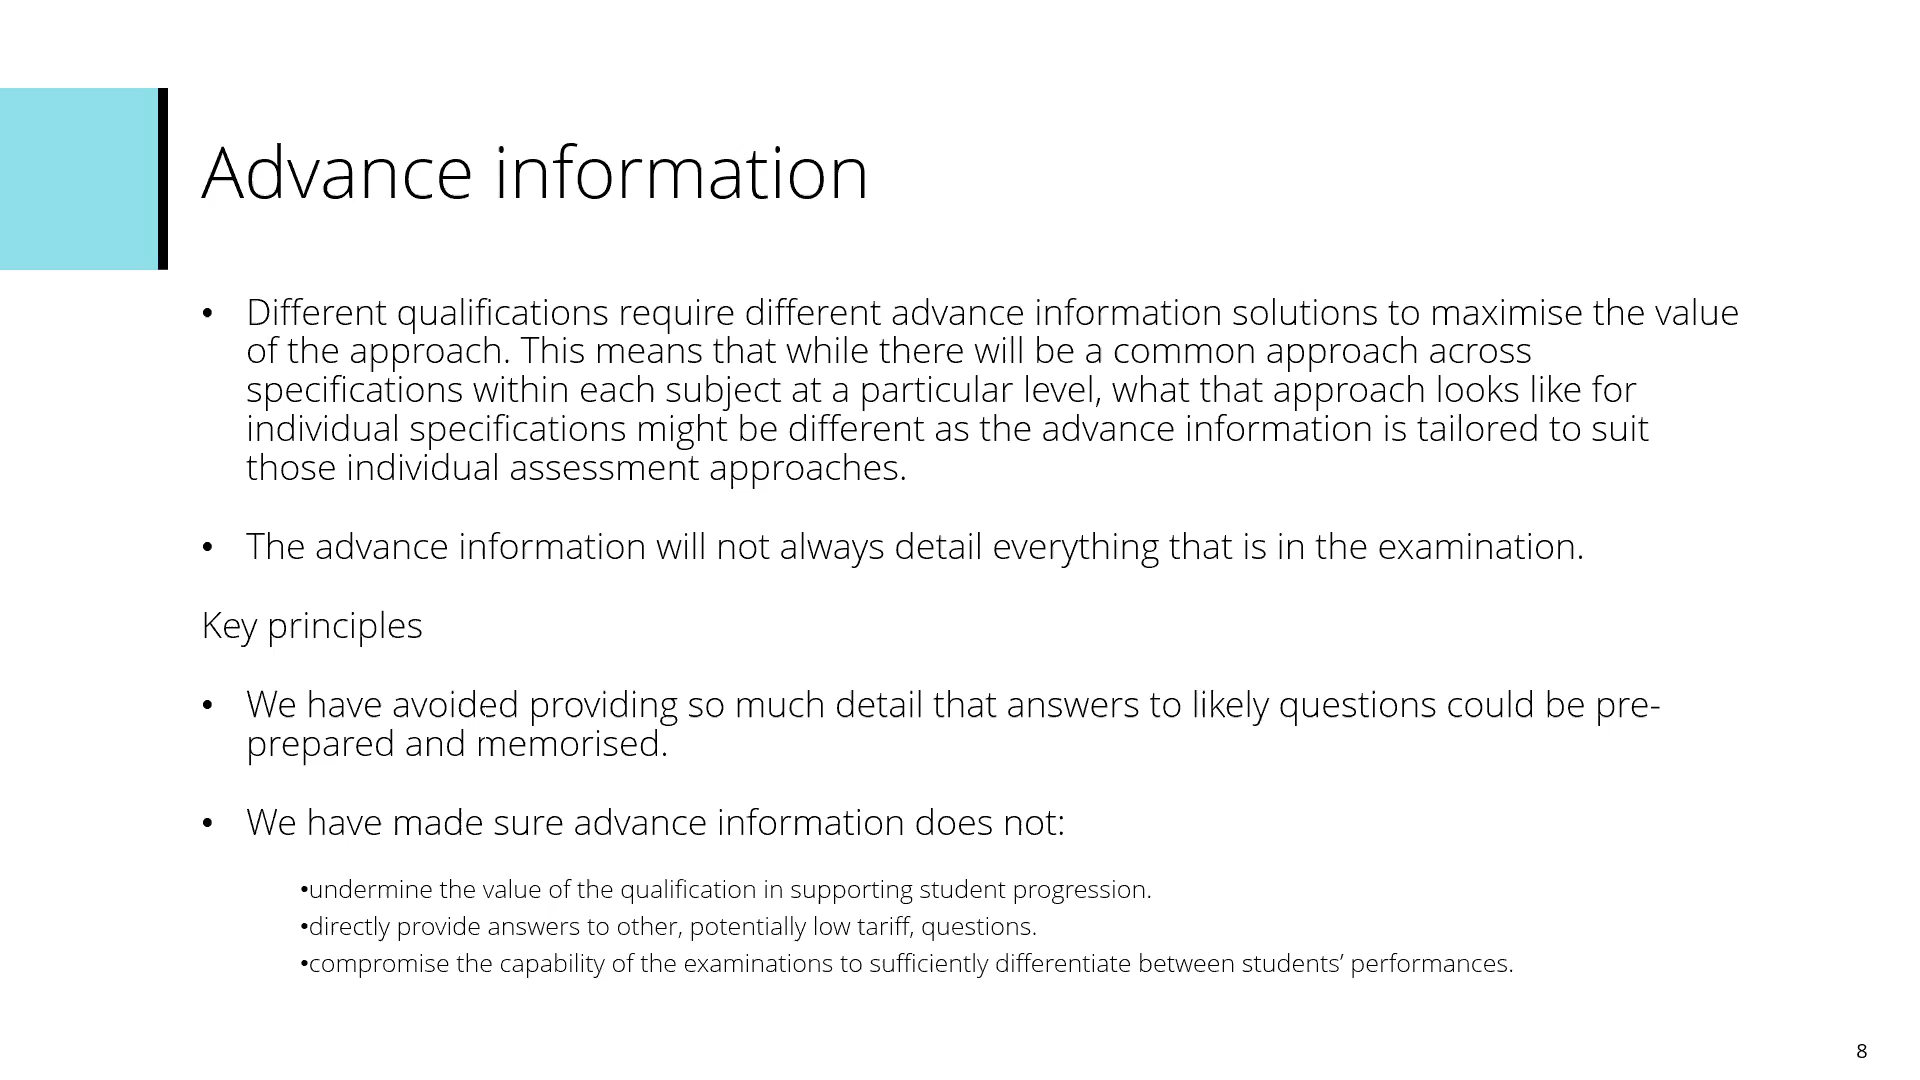 Advance information
• Different qualifications require different advance information solutions to maximise the value
of the approach. This means that while there will be a common approach across
specifications within each subject at a particular level, what that approach looks like for
individual specifications might be different as the advance information is tailored to suit
those individual assessment approaches.
• The advance information will not always detail everything that is in the examination.
Key principles
• We have avoided providing so much detail that answers to likely questions could be pre-
prepared and memorised.
• We have made sure advance information does not:
•undermine the value of the qualification in supporting student progression.
•directly provide answers to other, potentially low tariff, questions.
•compromise the capability of the examinations to sufficiently differentiate between students’ performances.
8